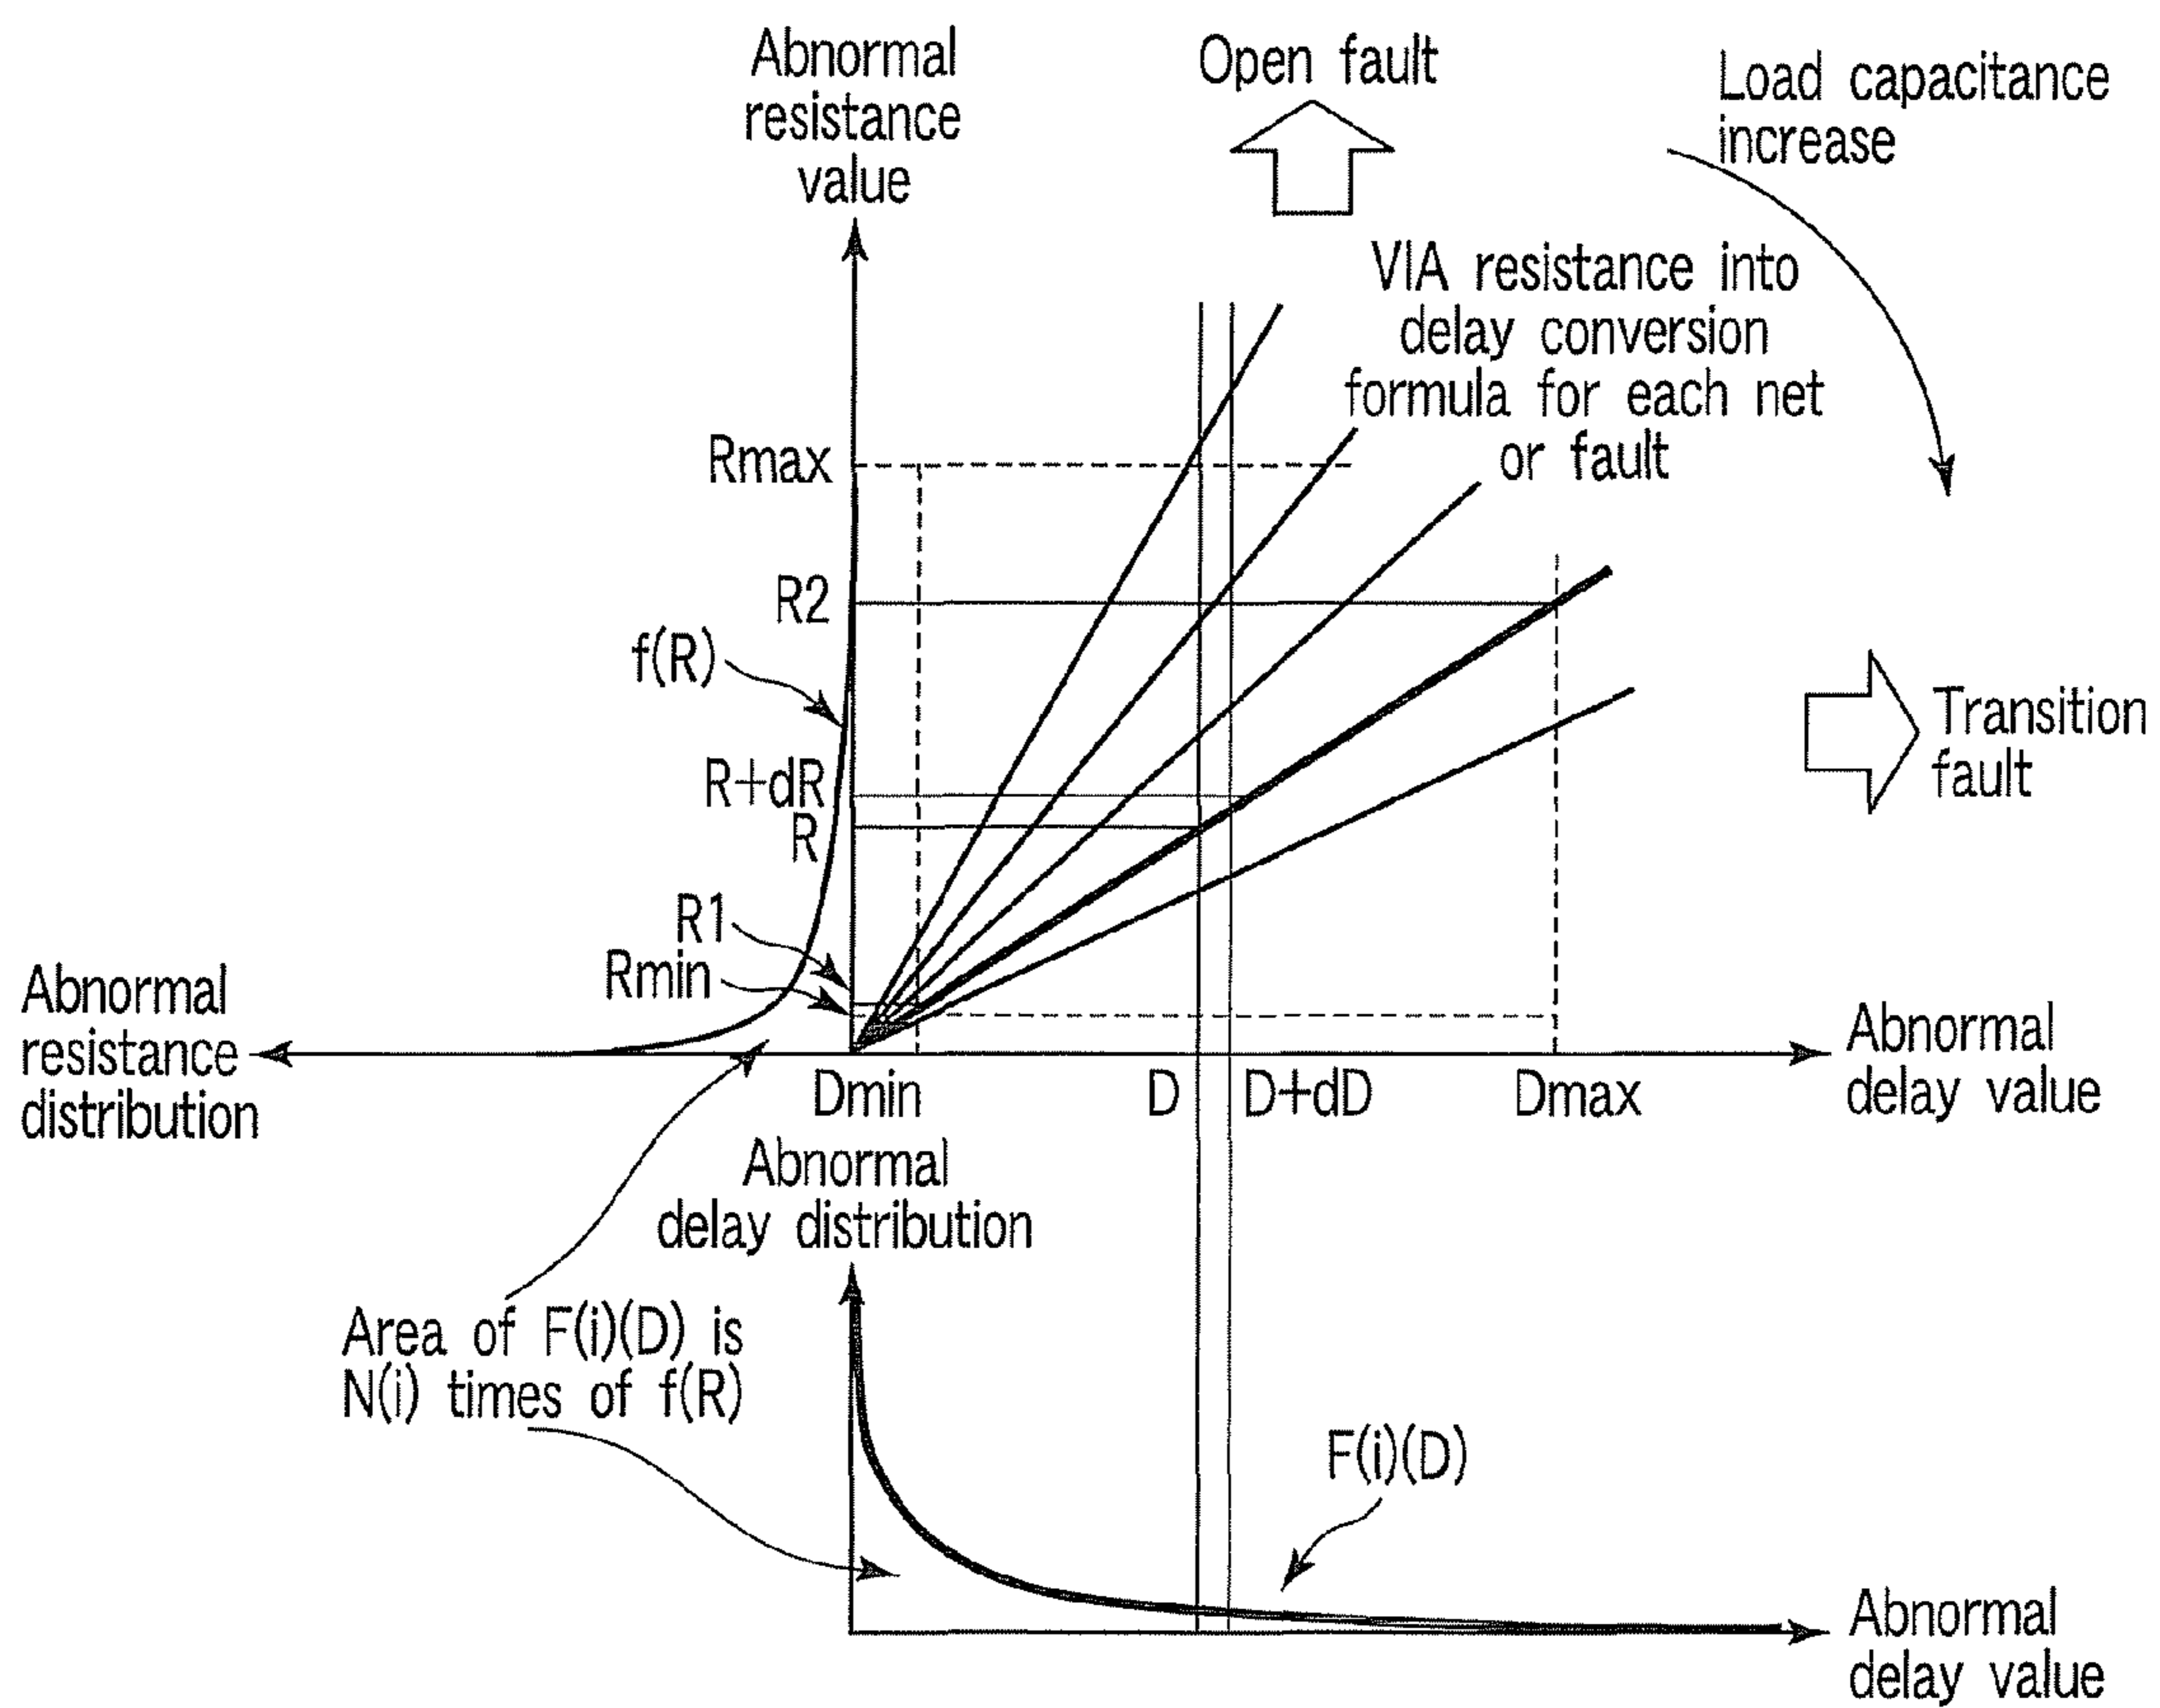 Abnormal
resistance
value
Open fault
Load capacitance
increase
VIA resistance into
delay conversion
formula for each net
or fault
Rmax
R2
f(R)
R+dR
R
R1
Rmin
Transition
fault
Abnormal
resistance
distribution
Dmin
D
D+dD
Dmax
Abnormal
delay value
Abnormal
delay distribution
Area of F(i)(D) is
N(i) times of f(R)
F(i)(D)
Abnormal
delay value